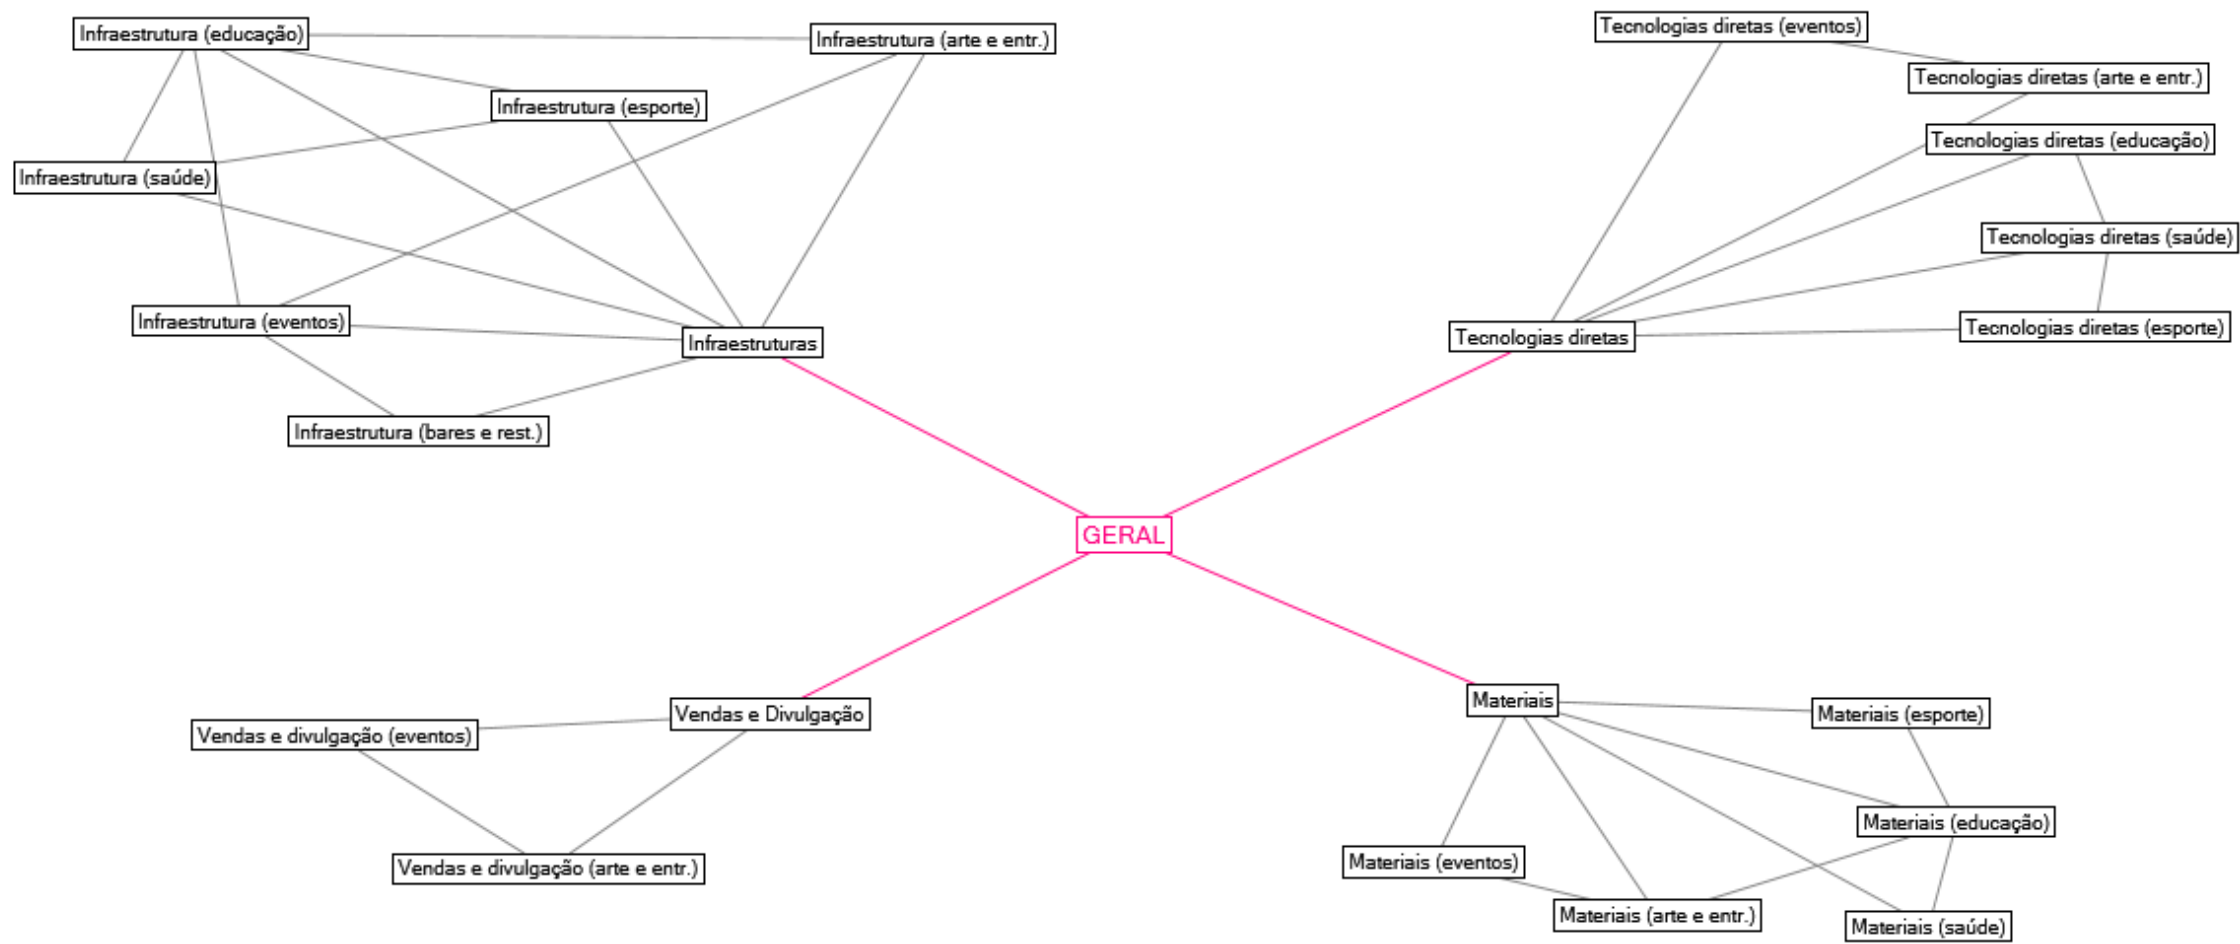 Infraestrutura (educação)
Infraestrutura (arte e entr.)
Tecnologias diretas (eventos)
Tecnologias diretas (arte e entr.)
Infraestrutura (esporte)
Tecnologias diretas (educação)
Infraestrutura (saúde)
Tecnologias diretas (saúde)
Infraestrutura (eventos)
Infraestruturas
Tecnologias diretas
Tecnologias diretas (esporte)
Infraestrutura (bares e rest.)
GERAL
Vendas e divulgação (eventos)
Vendas e Divulgação
Materiais
Materiais (esporte)
Materiais (educação)
Vendas e divulgação (arte e entr.)
Materiais (eventos)
Materiais (arte e entr.)
Materiais (saúde)